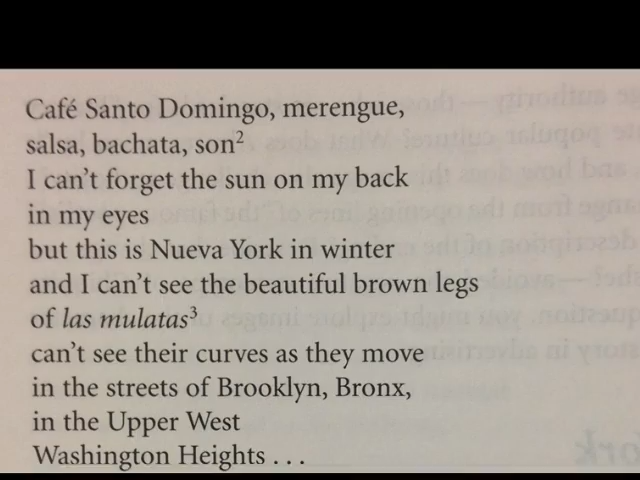 Café Santo Domingo, merengue,
salsa, bachata, son²
I can't forget the sun on my back
in my eyes
but this is Nueva York in winter
and I can't see the beautiful brown legs
of las mulatas³
can't see their curves as they move
in the streets of Brooklyn, Bronx,
in the Upper West
Washington Heights . . .